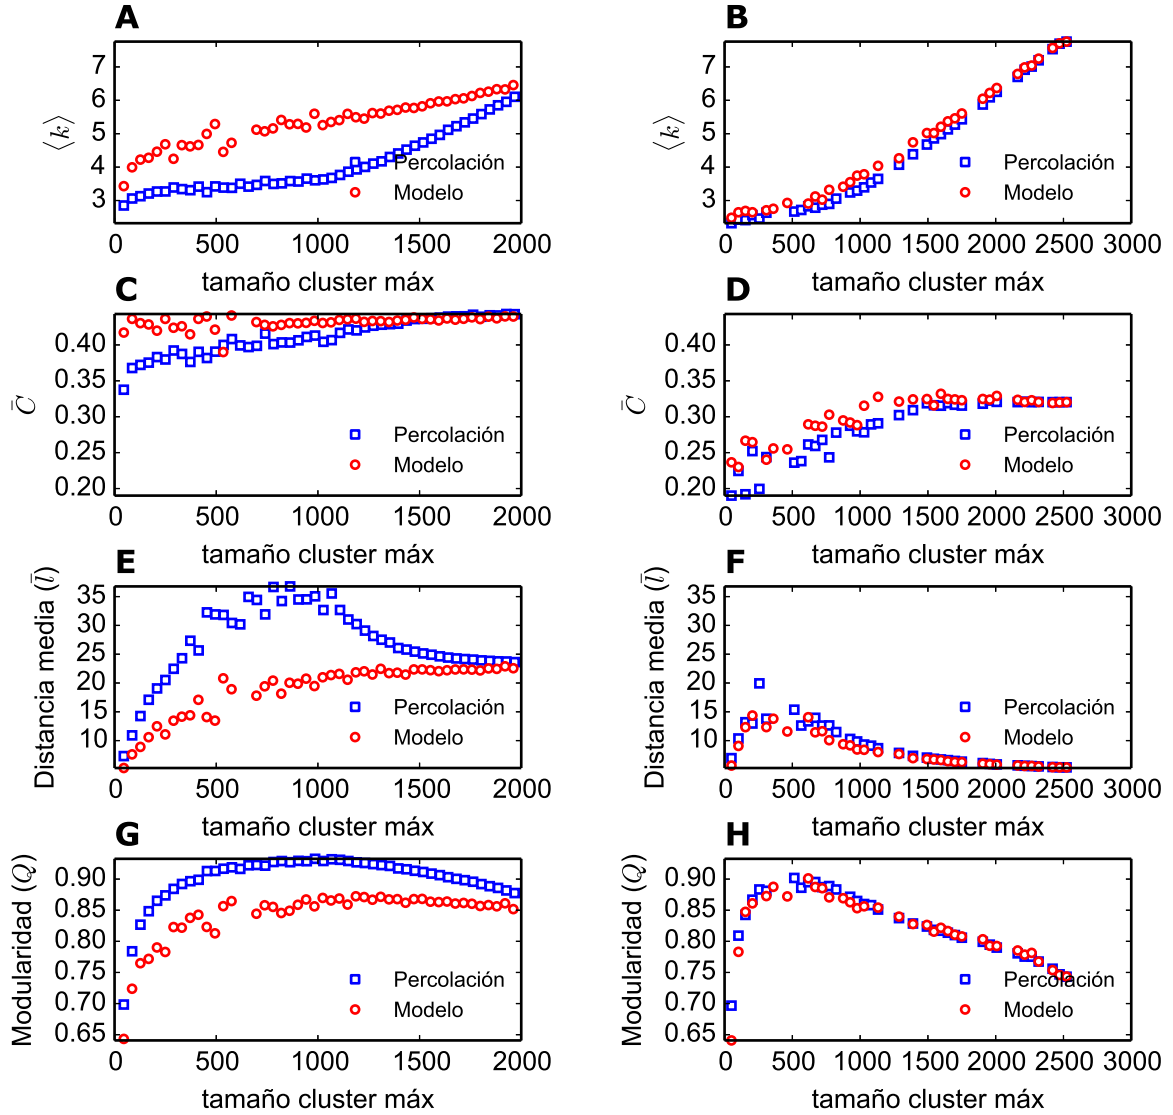 A
⟨k⟩
7
6
5
4
3
Percolación
Modelo
0 500 1000 1500 2000
tamaño cluster máx
B
⟨k⟩
7
6
5
4
3
Percolación
Modelo
0 500 1000 1500 2000 2500 3000
tamaño cluster máx
C
C̄
0.40
0.35
0.30
0.25
0.20
Percolación
Modelo
0 500 1000 1500 2000
tamaño cluster máx
D
C̄
0.40
0.35
0.30
0.25
0.20
Percolación
Modelo
0 500 1000 1500 2000 2500 3000
tamaño cluster máx
E
Distancia media (l̄)
35
30
25
20
15
10
Percolación
Modelo
0 500 1000 1500 2000
tamaño cluster máx
F
Distancia media (l̄)
35
30
25
20
15
10
Percolación
Modelo
0 500 1000 1500 2000 2500 3000
tamaño cluster máx
G
Modularidad (Q)
0.90
0.85
0.80
0.75
0.70
0.65
Percolación
Modelo
0 500 1000 1500 2000
tamaño cluster máx
H
Modularidad (Q)
0.90
0.85
0.80
0.75
0.70
0.65
Percolación
Modelo
0 500 1000 1500 2000 2500 3000
tamaño cluster máx